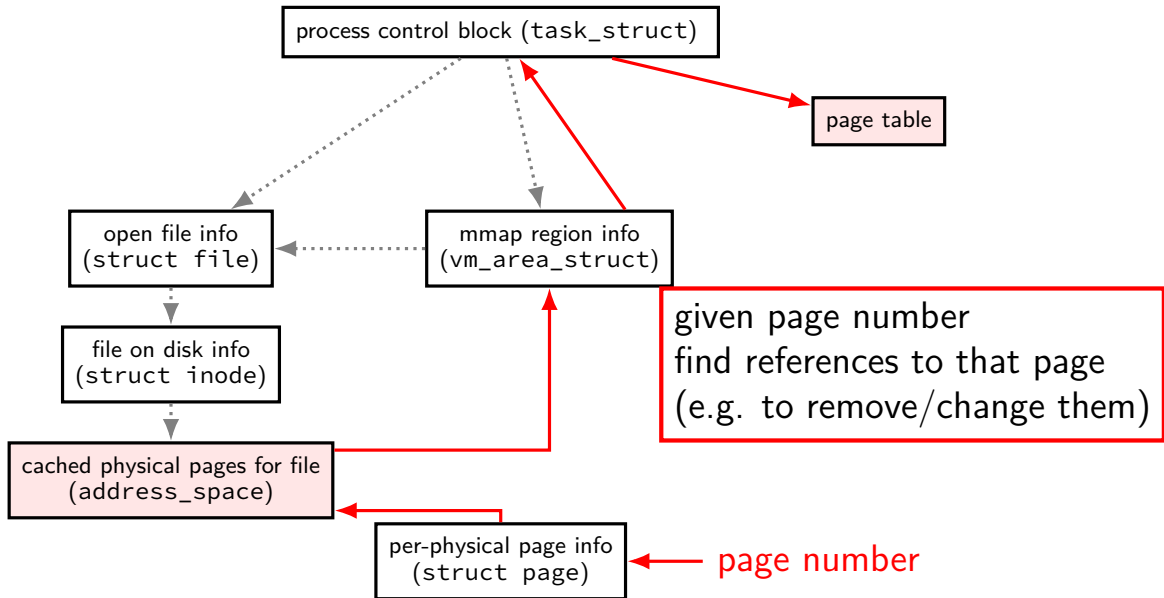 process control block (task_struct)
page table
open file info
(struct file)
mmap region info
(vm_area_struct)
given page number
find references to that page
(e.g. to remove/change them)
file on disk info
(struct inode)
cached physical pages for file
(address_space)
per-physical page info
(struct page)
page number